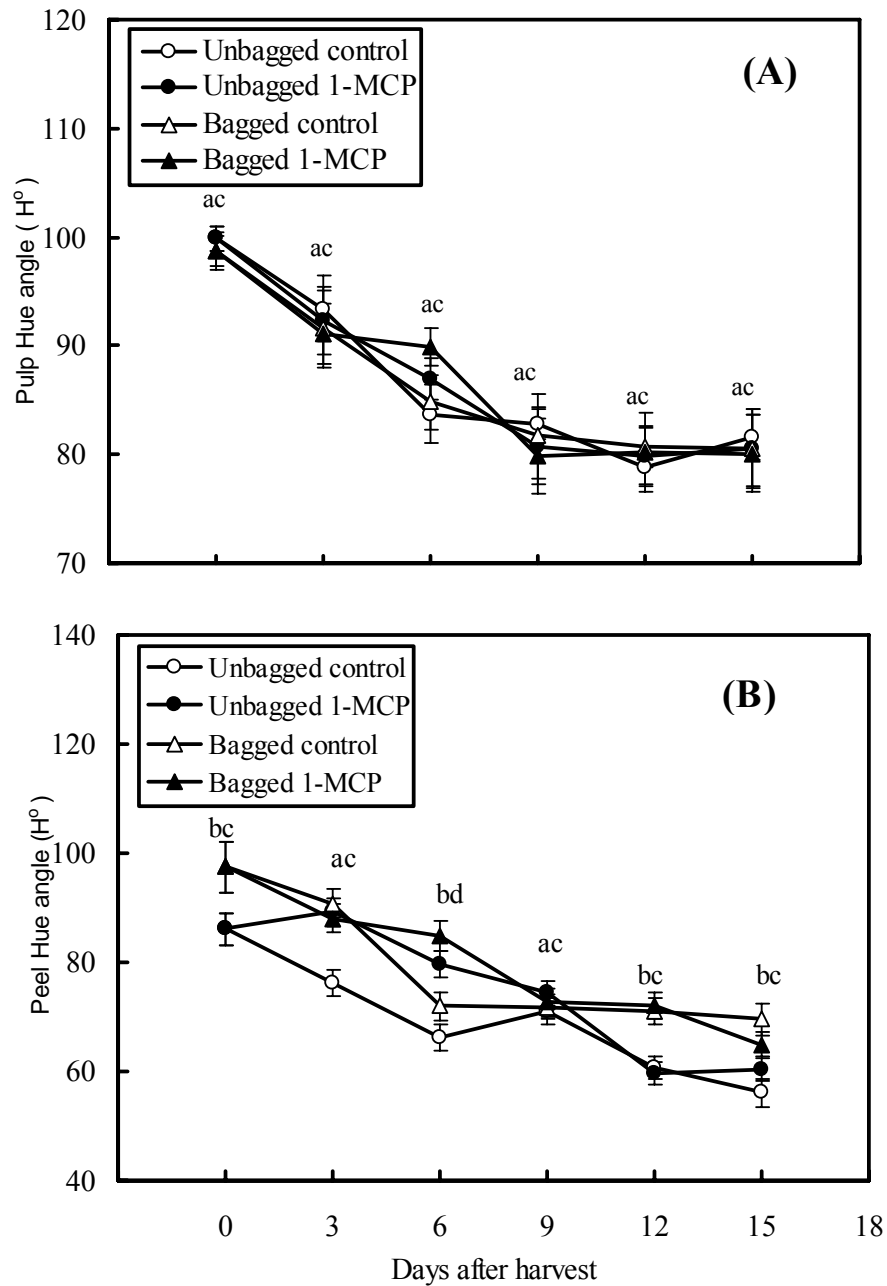 120
Unbagged control
Unbagged 1-MCP
Bagged control
Bagged 1-MCP
(A)
110
100
90
80
70
Pulp Hue angle ( Hº )
ac
ac
ac
ac
ac
ac
140
Unbagged control
Unbagged 1-MCP
Bagged control
Bagged 1-MCP
(B)
120
100
80
60
40
Peel Hue angle (Hº )
bc
ac
bd
ac
bc
bc
0 3 6 9 12 15 18
Days after harvest